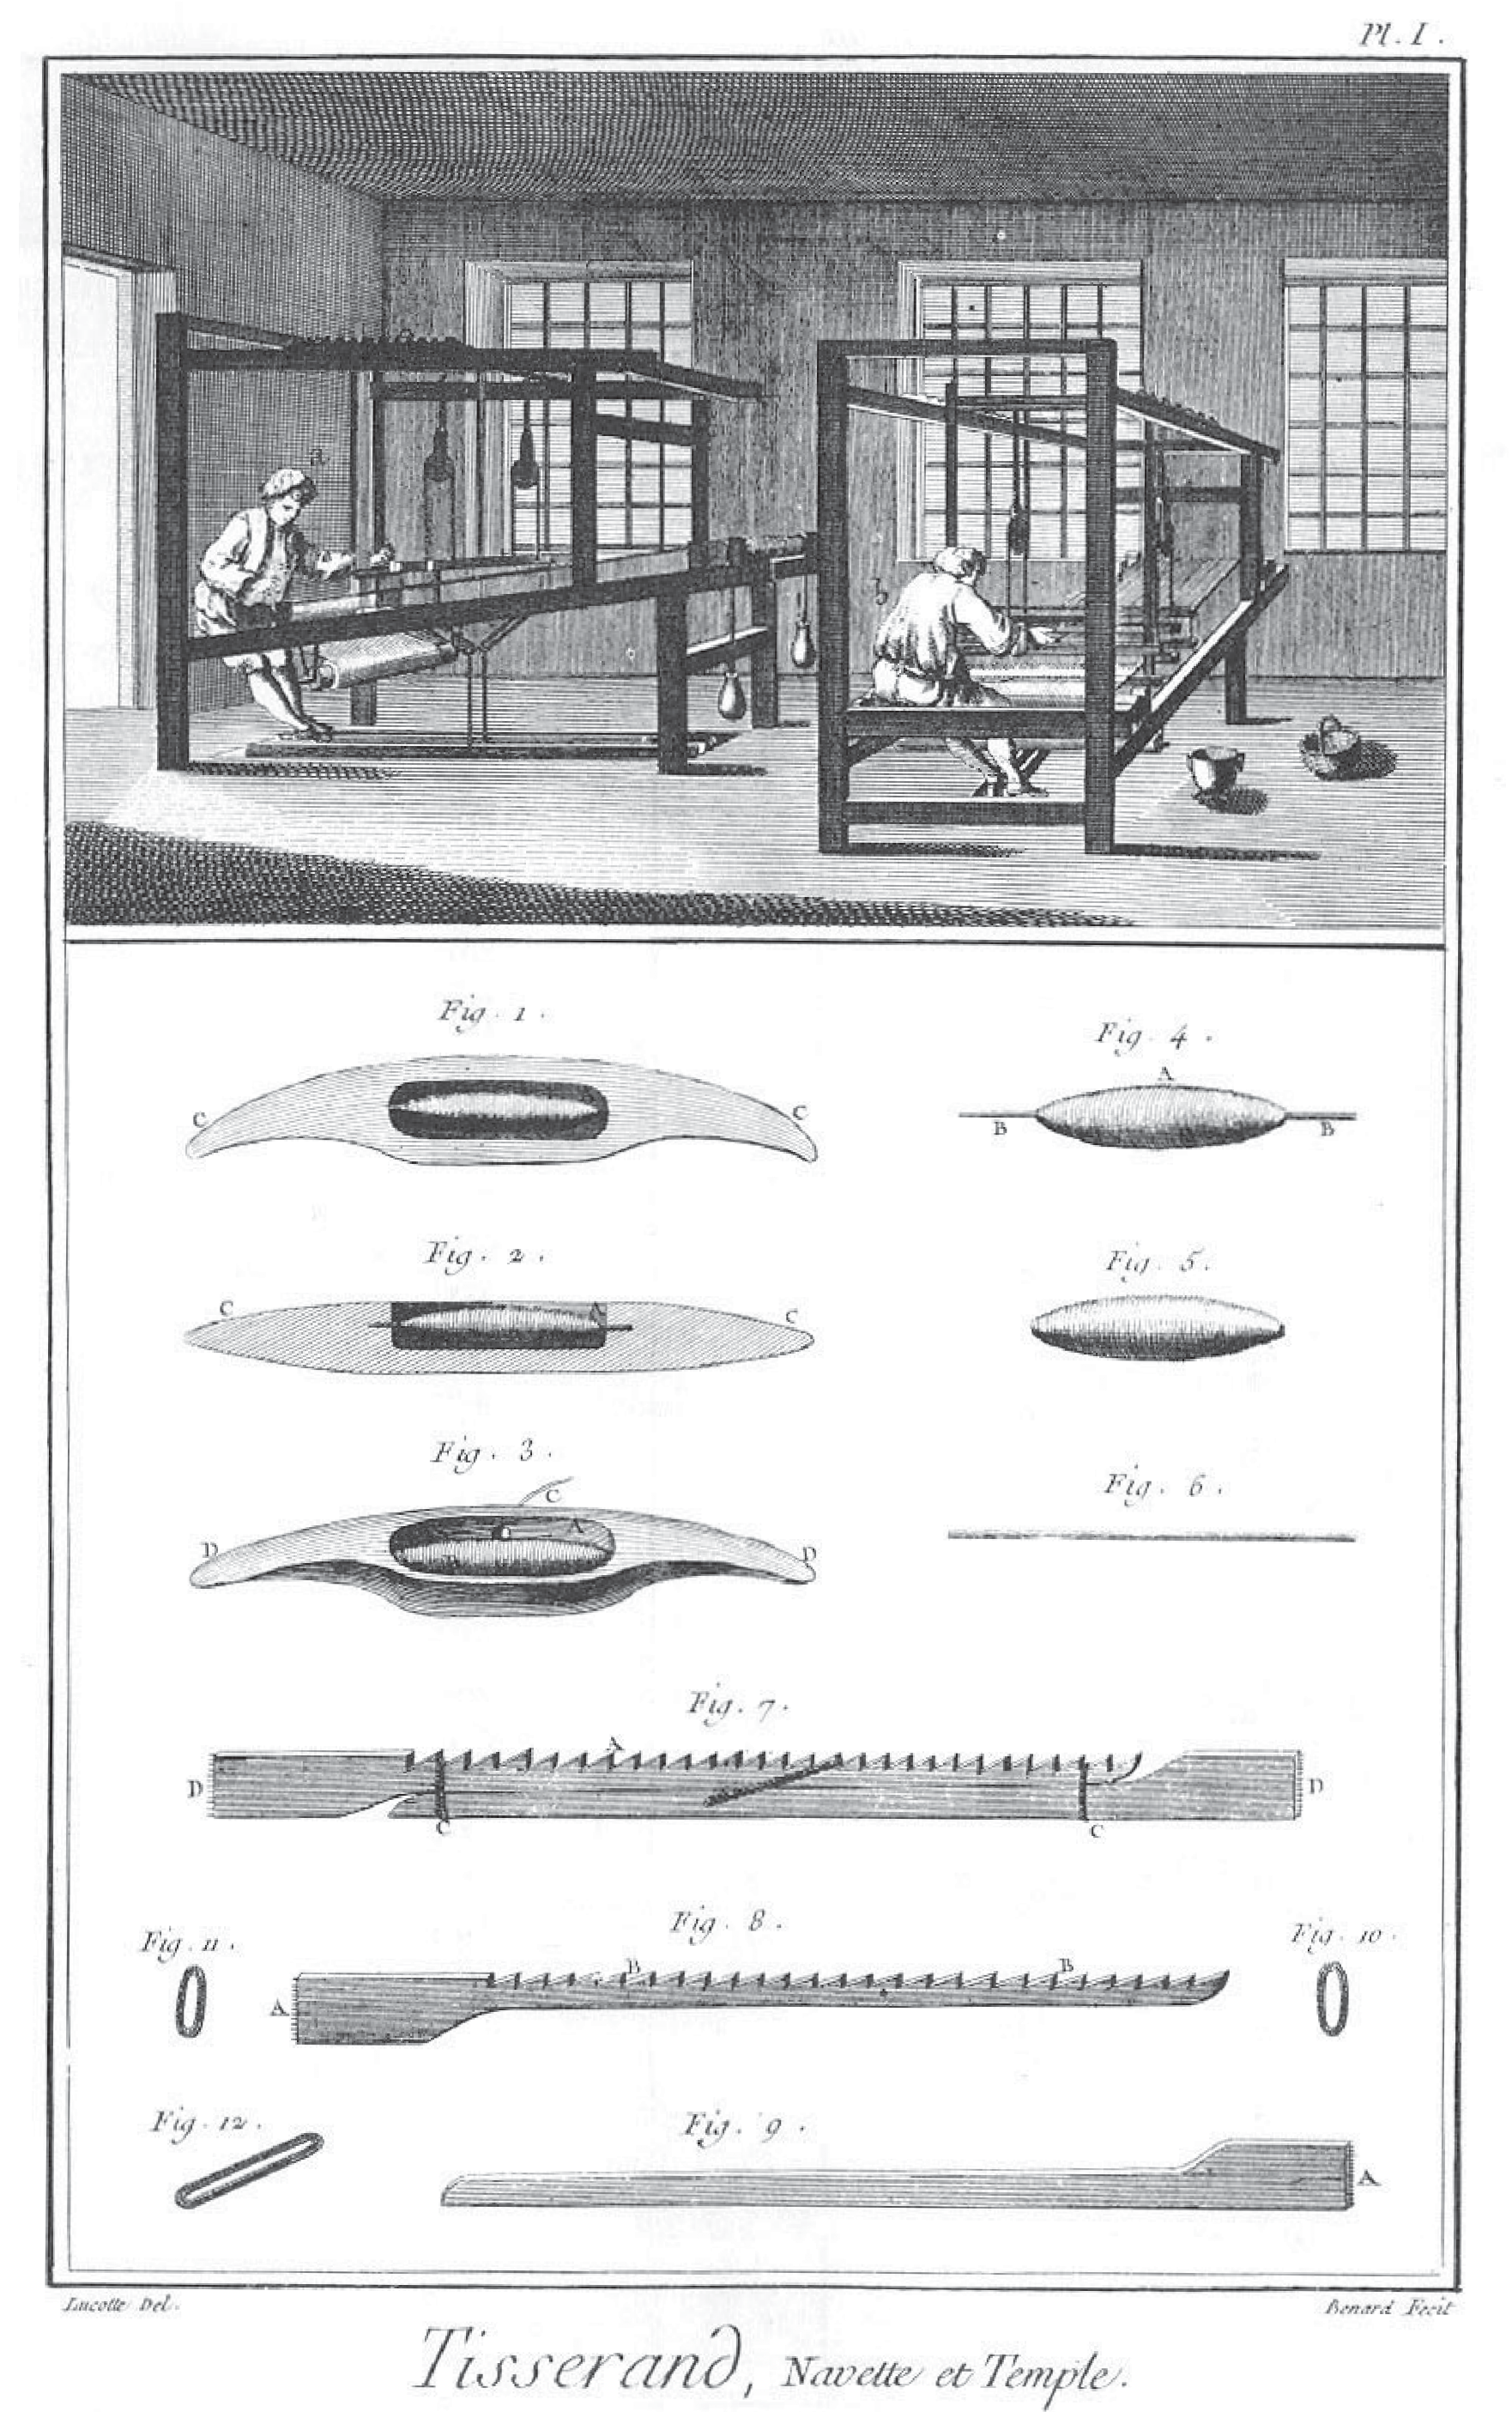 Pl. I.
a
b
Fig. 1.
C C
Fig. 4.
A
B B
Fig. 2.
C A C
Fig. 5.
Fig. 3.
C
D A D
B
Fig. 6.
Fig. 7.
A
D D
C C
Fig. 8.
B B
A
Fig. 11.
Fig. 10.
Fig. 12.
Fig. 9.
A
Lucotte Del.
Benard Fecit
Tisserand, Navette et Temple.